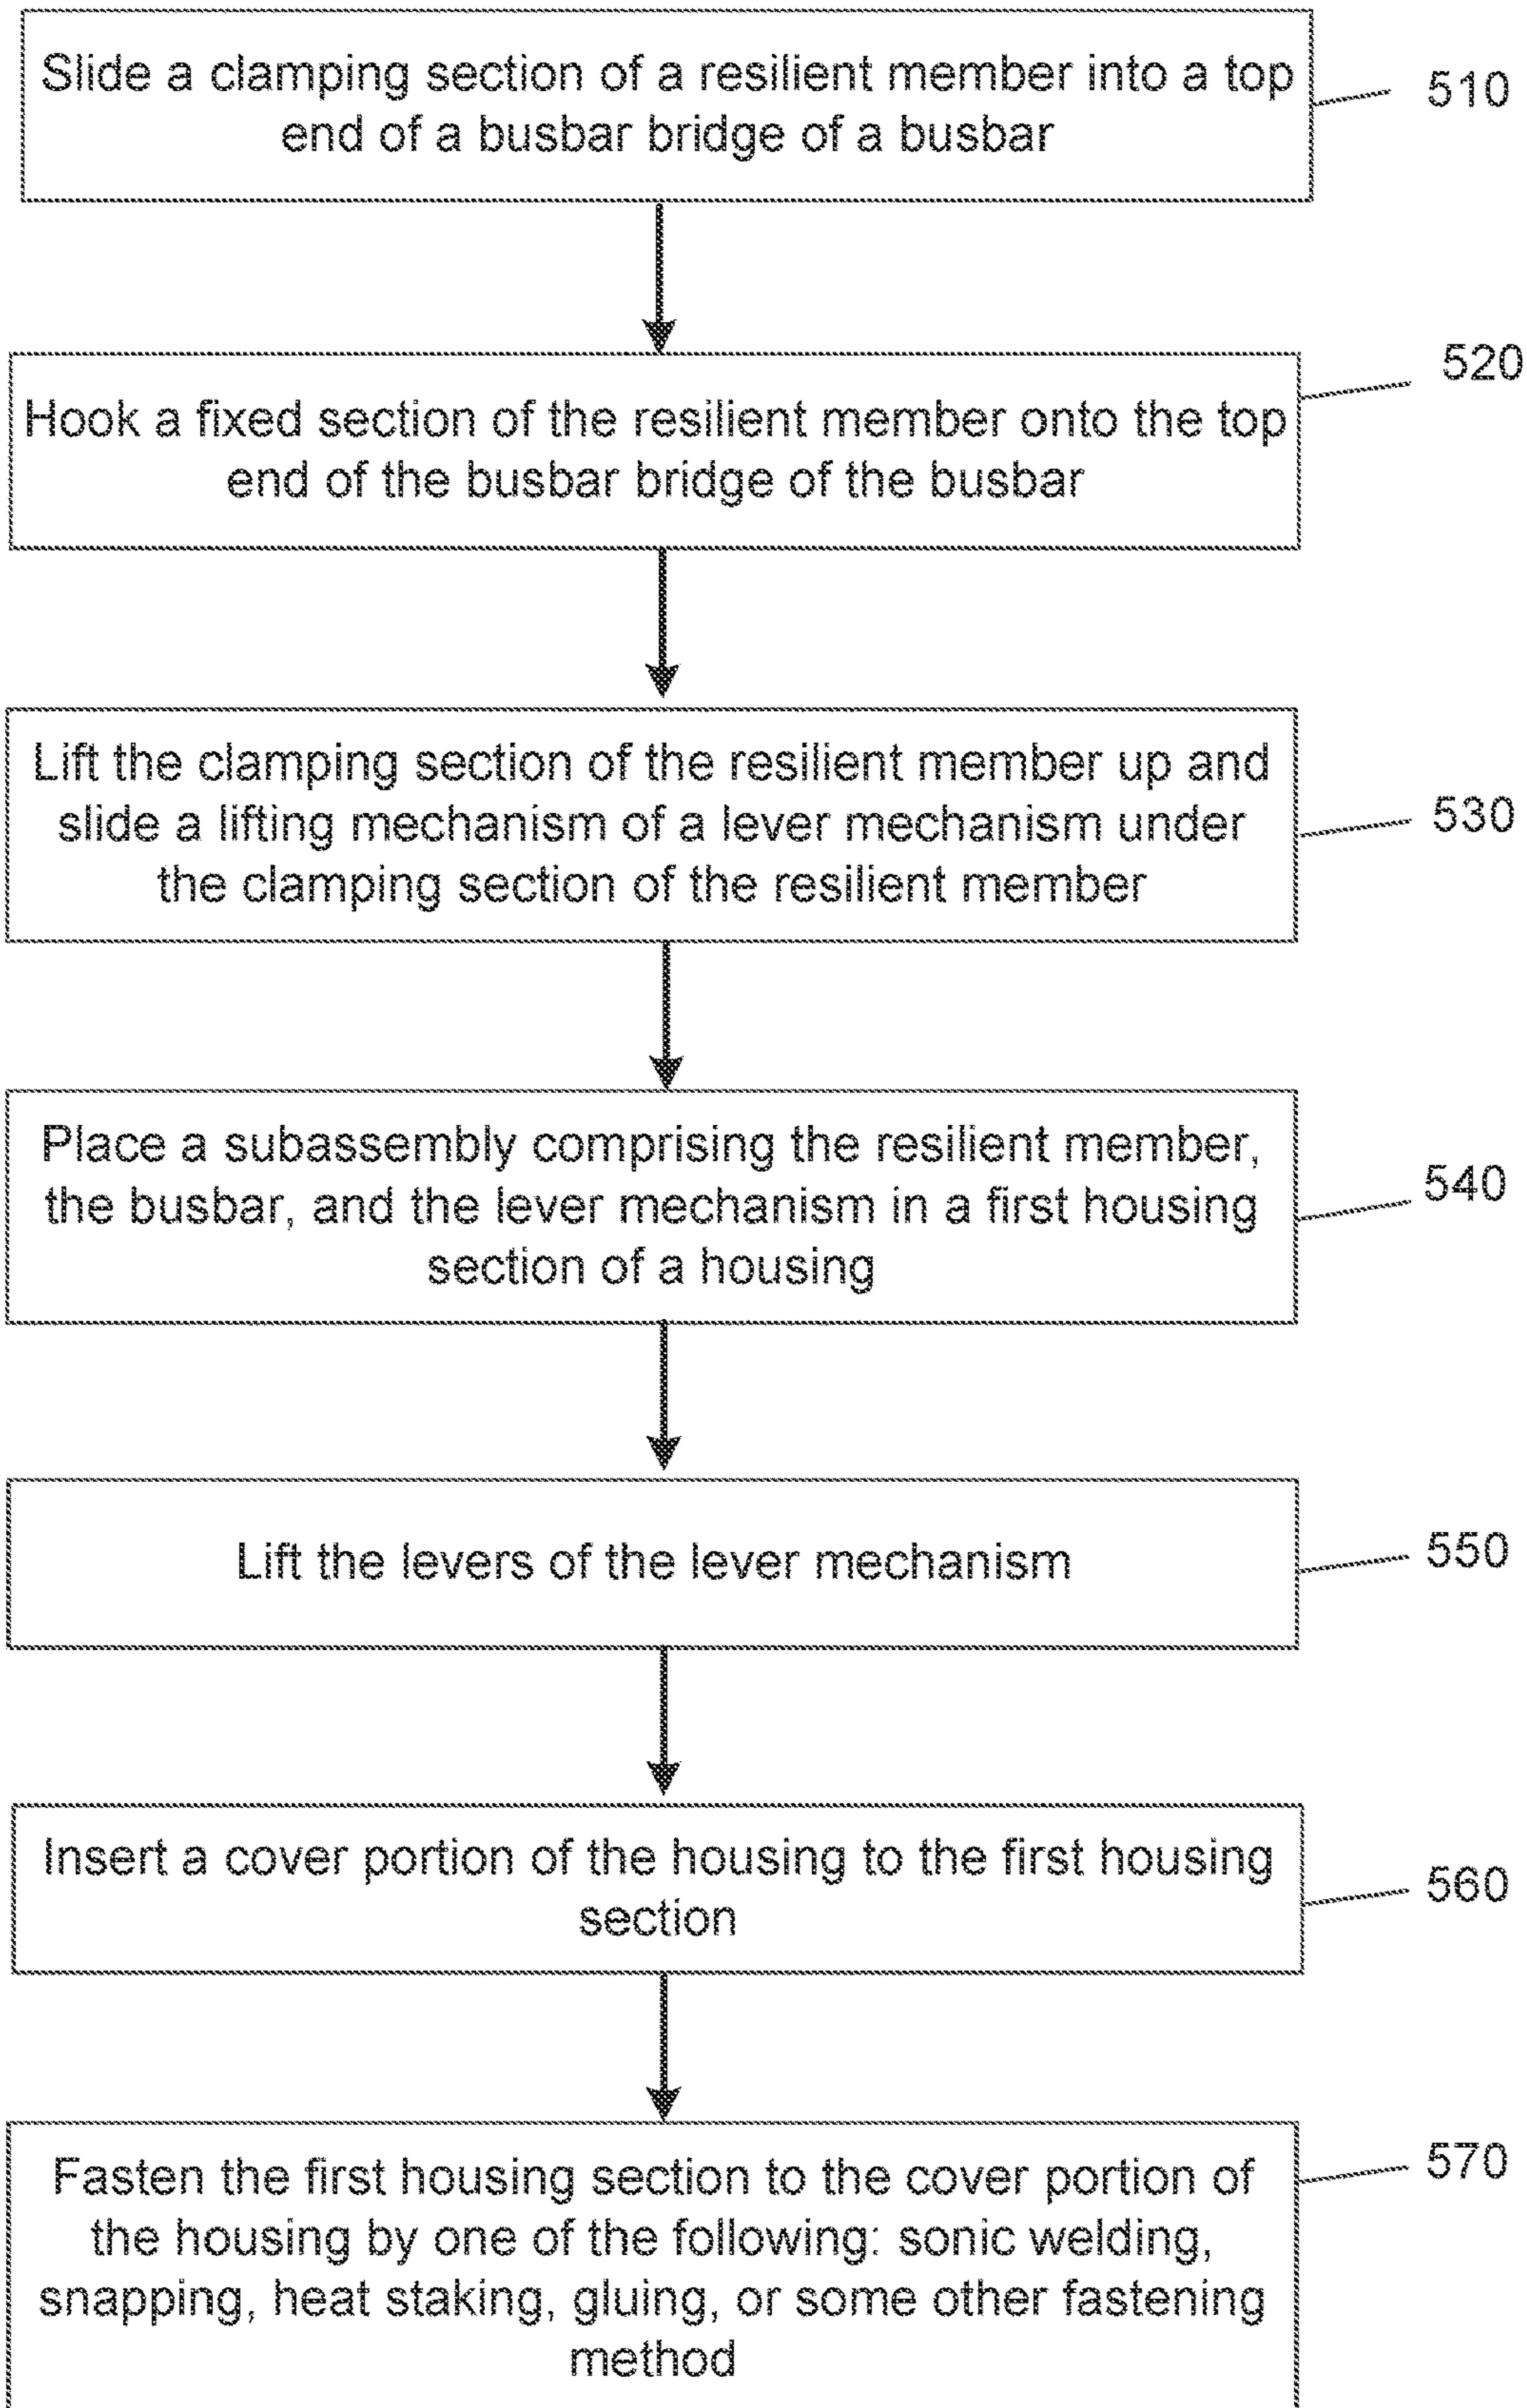 Slide a clamping section of a resilient member into a top
end of a busbar bridge of a busbar
510
Hook a fixed section of the resilient member onto the top
end of the busbar bridge of the busbar
520
Lift the clamping section of the resilient member up and
slide a lifting mechanism of a lever mechanism under
the clamping section of the resilient member
530
Place a subassembly comprising the resilient member,
the busbar, and the lever mechanism in a first housing
section of a housing
540
Lift the levers of the lever mechanism
550
Insert a cover portion of the housing to the first housing
section
560
Fasten the first housing section to the cover portion of
the housing by one of the following: sonic welding,
snapping, heat staking, gluing, or some other fastening
method
570